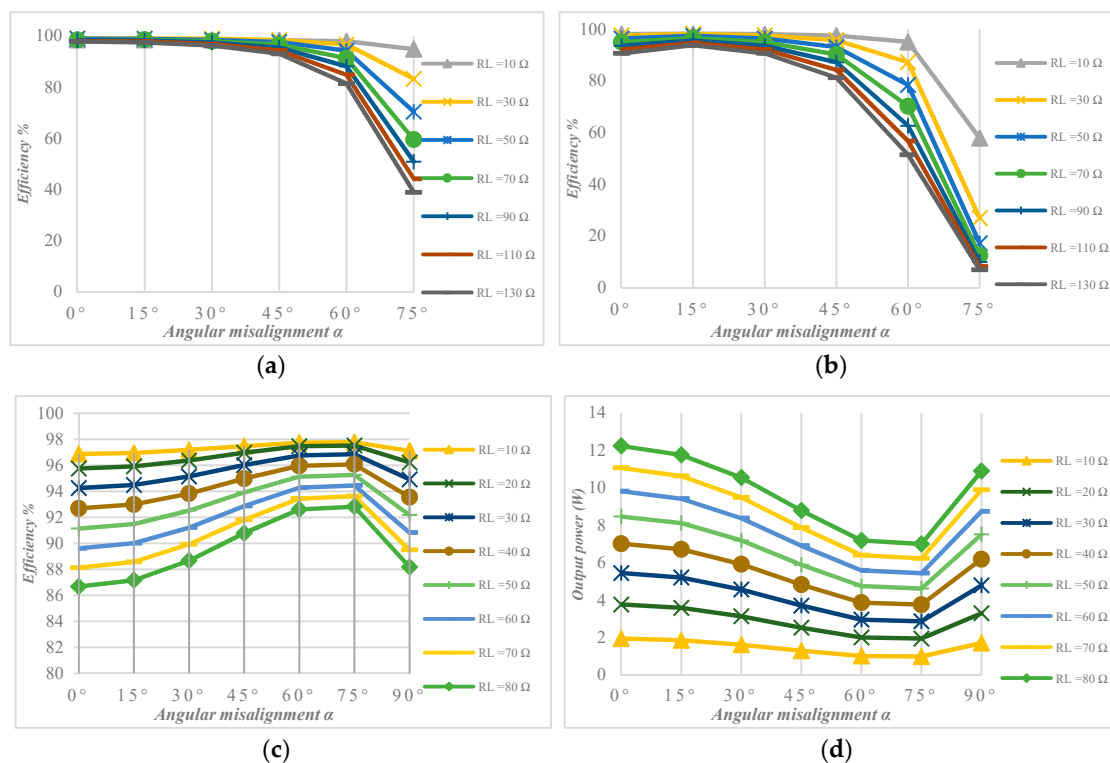 100
80
60
40
20
0
Efficiency %
0° 15° 30° 45° 60° 75°
Angular misalignment α
RL =10 Ω
RL =30 Ω
RL =50 Ω
RL =70 Ω
RL =90 Ω
RL =110 Ω
RL =130 Ω
(a)
100
80
60
40
20
0
Efficiency %
0° 15° 30° 45° 60° 75°
Angular misalignment α
RL =10 Ω
RL =30 Ω
RL =50 Ω
RL =70 Ω
RL =90 Ω
RL =110 Ω
RL =130 Ω
(b)
98
96
94
92
90
88
86
84
82
80
Efficiency %
0° 15° 30° 45° 60° 75° 90°
Angular misalignment α
RL =10 Ω
RL =20 Ω
RL =30 Ω
RL =40 Ω
RL =50 Ω
RL =60 Ω
RL =70 Ω
RL =80 Ω
(c)
14
12
10
8
6
4
2
0
Output power (W)
0° 15° 30° 45° 60° 75° 90°
Angular misalignment α
RL =10 Ω
RL =20 Ω
RL =30 Ω
RL =40 Ω
RL =50 Ω
RL =60 Ω
RL =70 Ω
RL =80 Ω
(d)